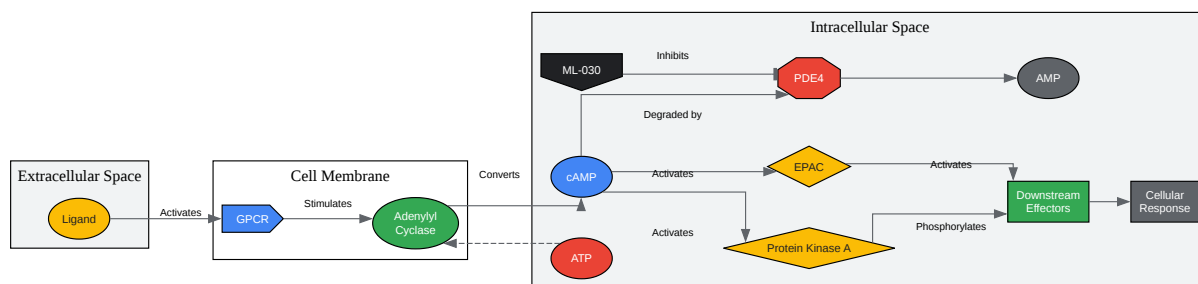 Intracellular Space
ML-030
Inhibits
PDE4
AMP
Degraded by
Extracellular Space
Ligand
Activates
Cell Membrane
GPCR
Stimulates
Adenylyl
Cyclase
Converts
cAMP
Activates
EPAC
Activates
Downstream
Effectors
Cellular
Response
ATP
Activates
Protein Kinase A
Phosphorylates